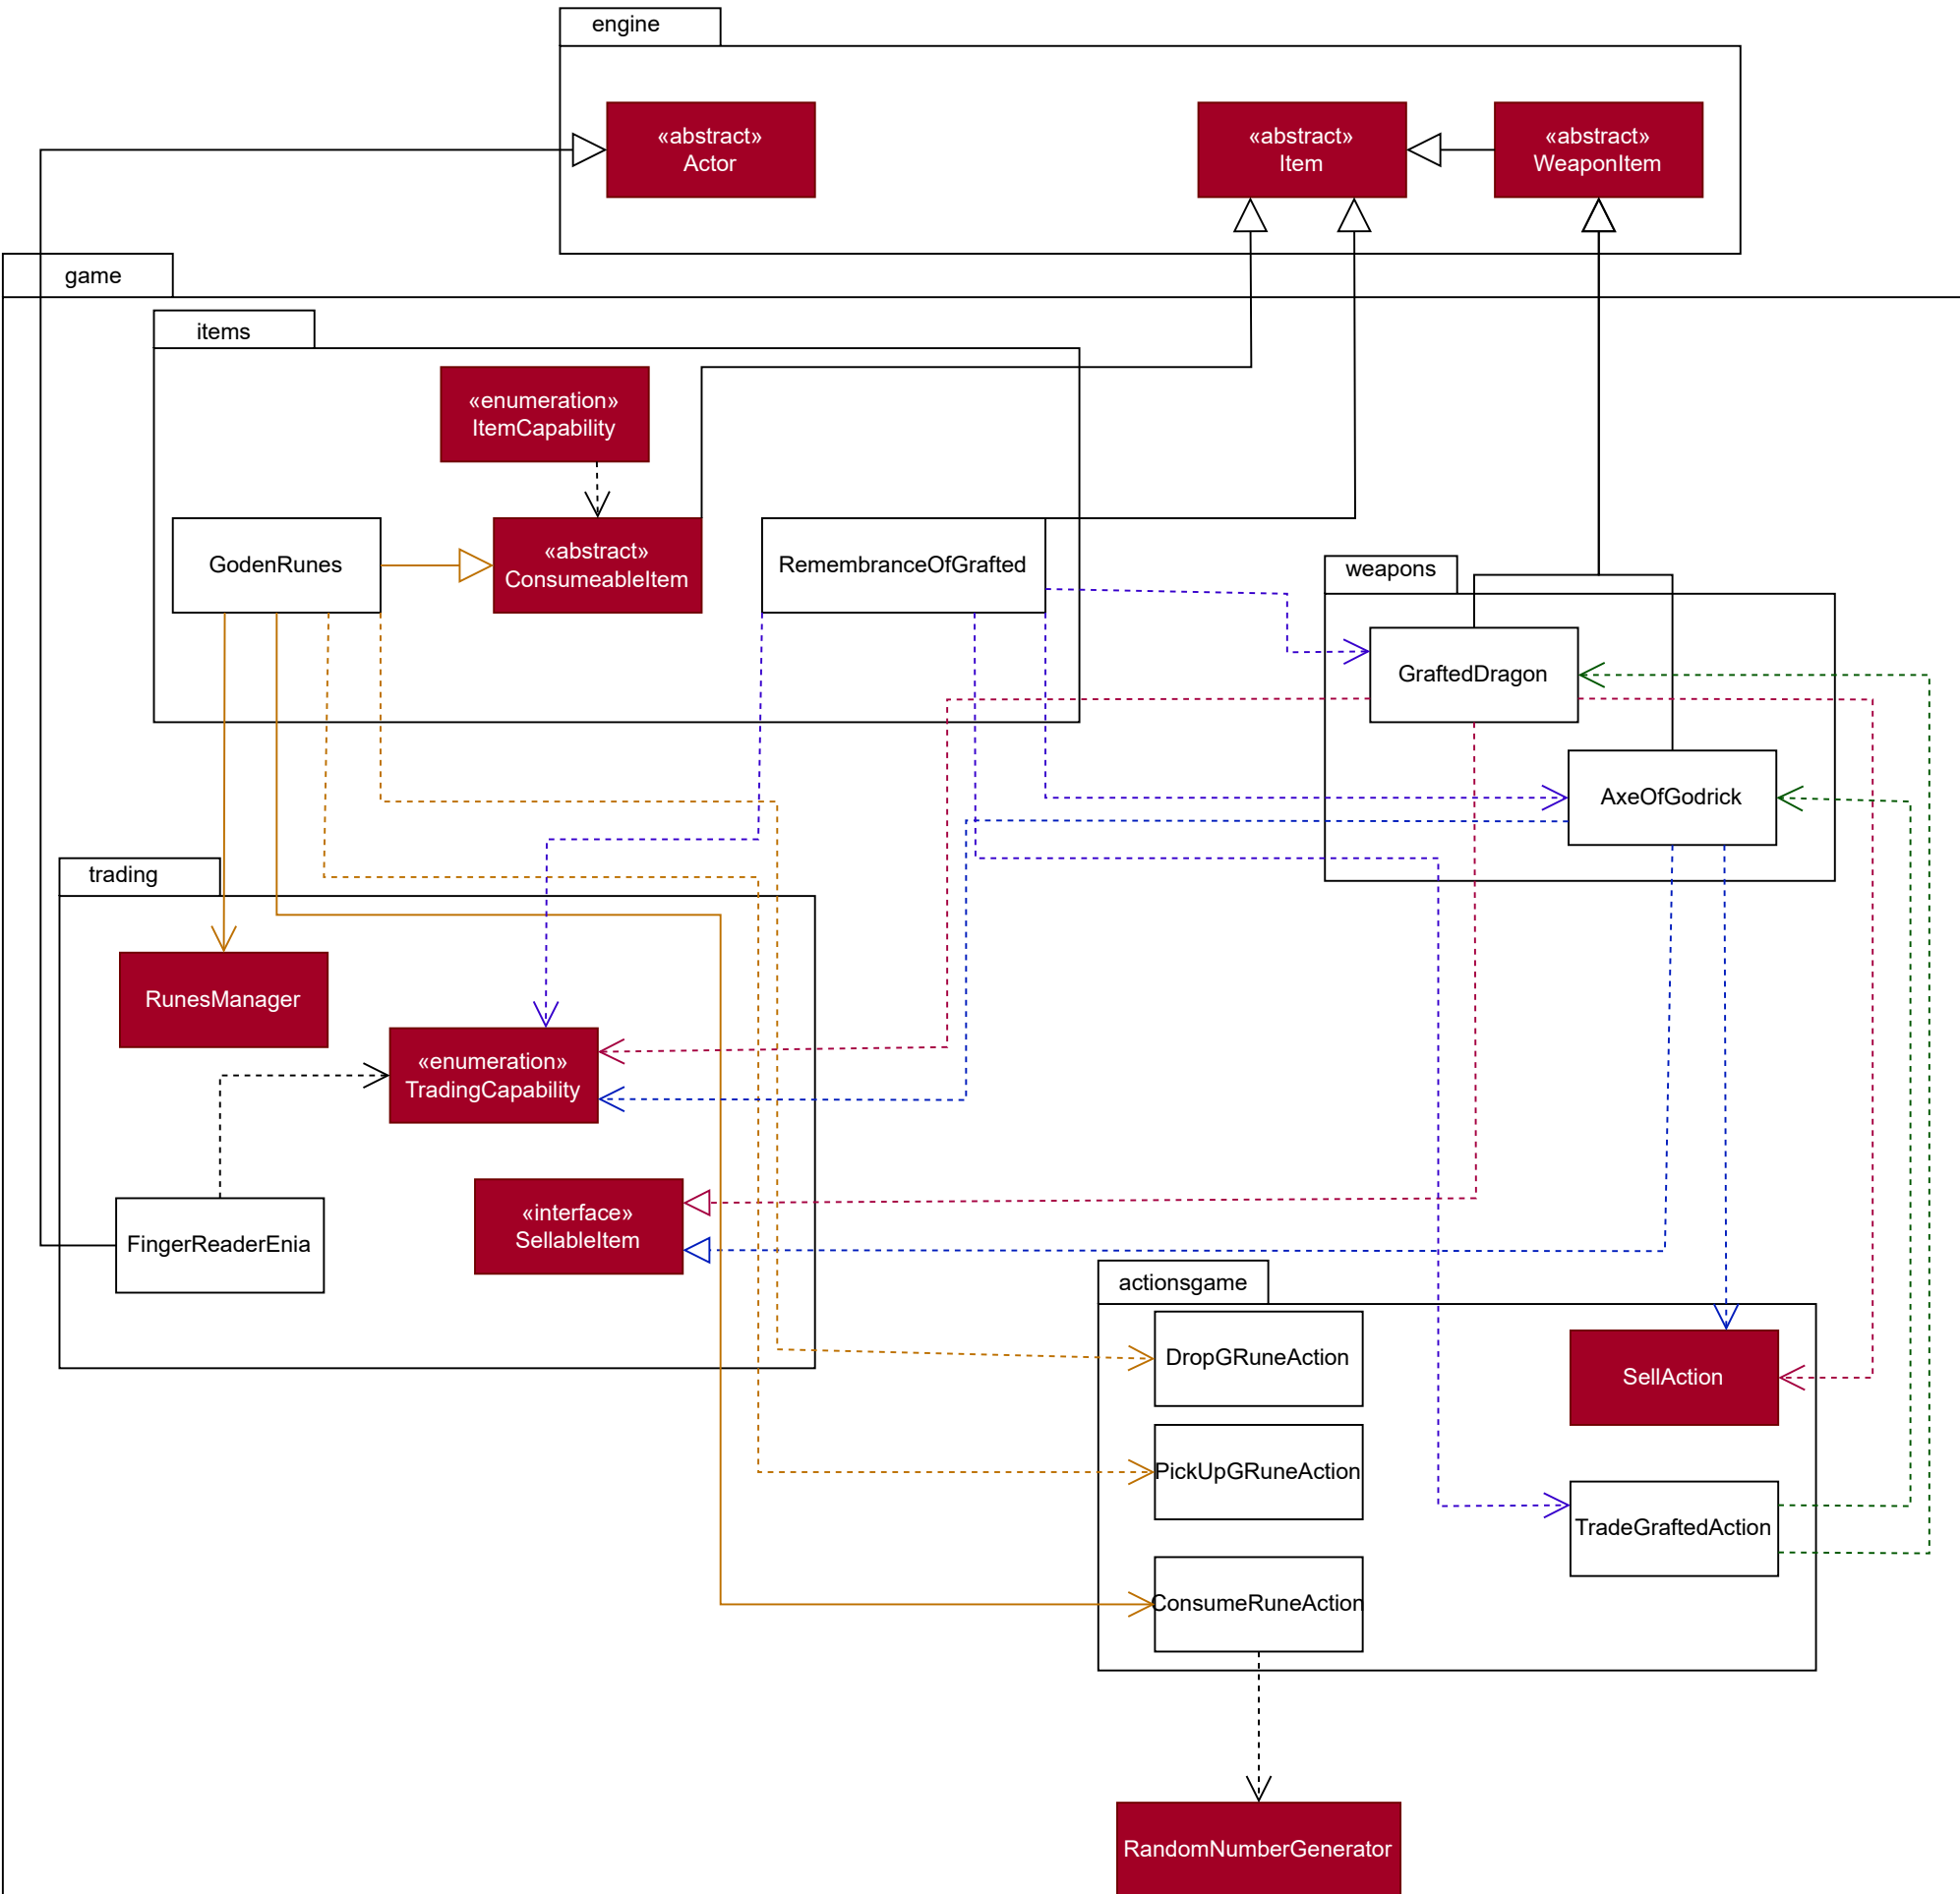 engine
«abstract»
Actor
«abstract»
Item
«abstract»
WeaponItem
game
items
«enumeration»
ItemCapability
GodenRunes
«abstract»
ConsumeableItem
RemembranceOfGrafted
weapons
GraftedDragon
AxeOfGodrick
trading
RunesManager
«enumeration»
TradingCapability
«interface»
SellableItem
FingerReaderEnia
actionsgame
DropGRuneAction
SellAction
PickUpGRuneAction
TradeGraftedAction
ConsumeRuneAction
RandomNumberGenerator